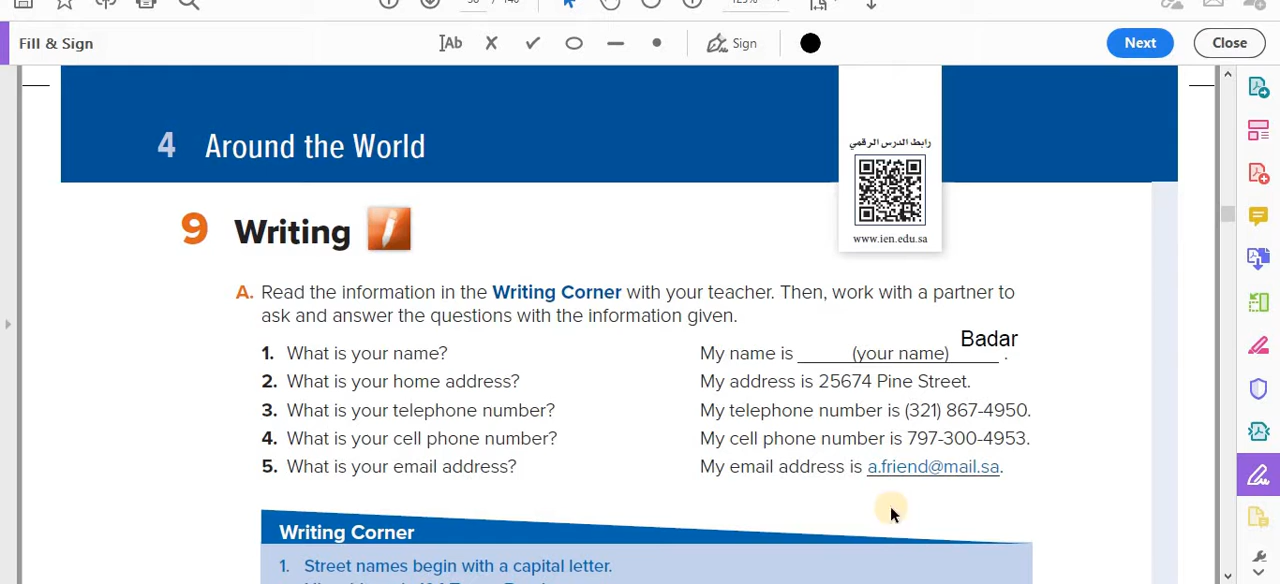 Fill & Sign
Ab
Sign
Next
Close
رابط الدرس الرقمي
4 Around the World
www.ien.edu.sa
9 Writing
A. Read the information in the Writing Corner with your teacher. Then, work with a partner to
ask and answer the questions with the information given.
Badar
1. What is your name? My name is (your name) .
2. What is your home address? My address is 25674 Pine Street.
3. What is your telephone number? My telephone number is (321) 867-4950.
4. What is your cell phone number? My cell phone number is 797-300-4953.
5. What is your email address? My email address is a.friend@mail.sa.
Writing Corner
1. Street names begin with a capital letter.